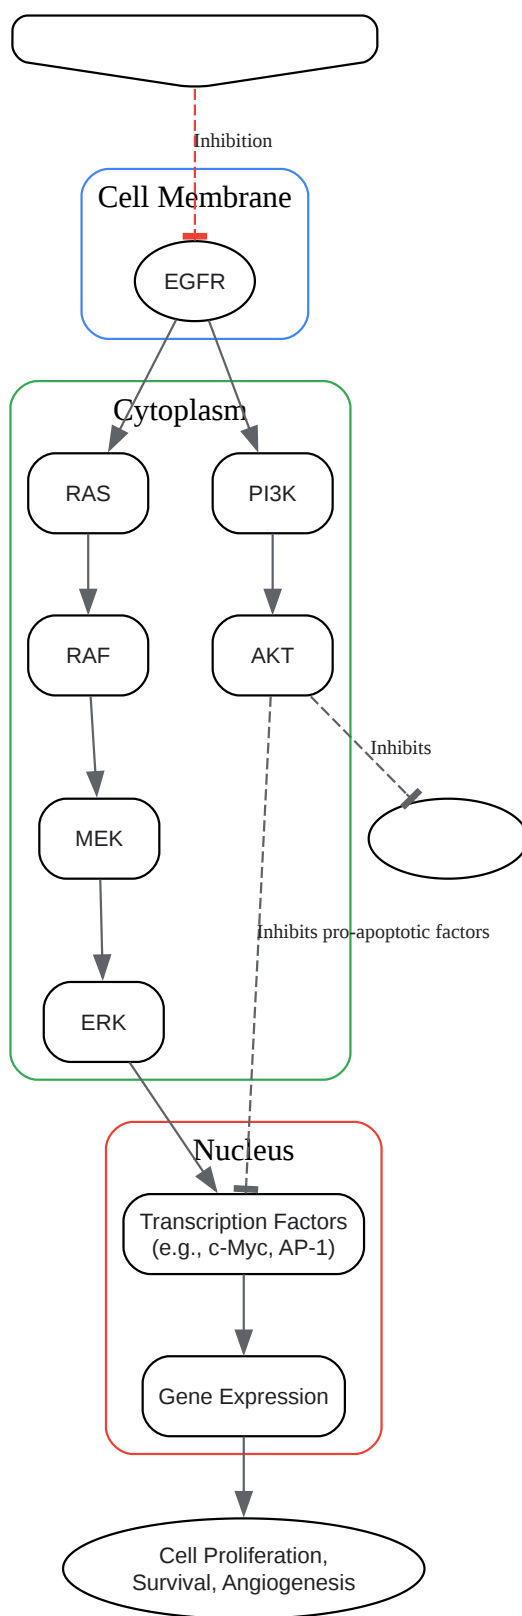 Inhibition
Cell Membrane
EGFR
Cytoplasm
RAS
PI3K
RAF
AKT
Inhibits
MEK
Inhibits pro-apoptotic factors
ERK
Nucleus
Transcription Factors
(e.g., c-Myc, AP-1)
Gene Expression
Cell Proliferation,
Survival, Angiogenesis